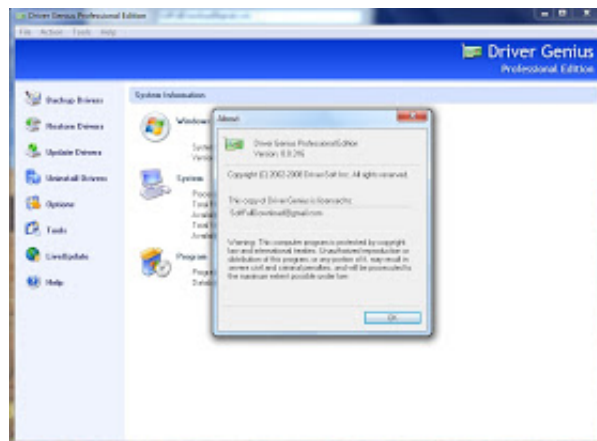 Driver Genius Professional Edition
File Action Tools Help
Driver Genius
Professional Edition
Backup Drivers
Restore Drivers
Update Drivers
Uninstall Drivers
Options
Tools
LiveUpdate
Help
System Information
Windows
System
Program
About
Driver Genius Professional Edition
Copyright (C) 2002-2008 Driver-Soft Inc. All rights reserved.
This copy of Driver Genius is licensed to:
Warning: This computer program is protected by copyright
law and international treaties. Unauthorized reproduction or
distribution of this program, or any portion of it, may result in
severe civil and criminal penalties, and will be prosecuted to
the maximum extent possible under law.
OK